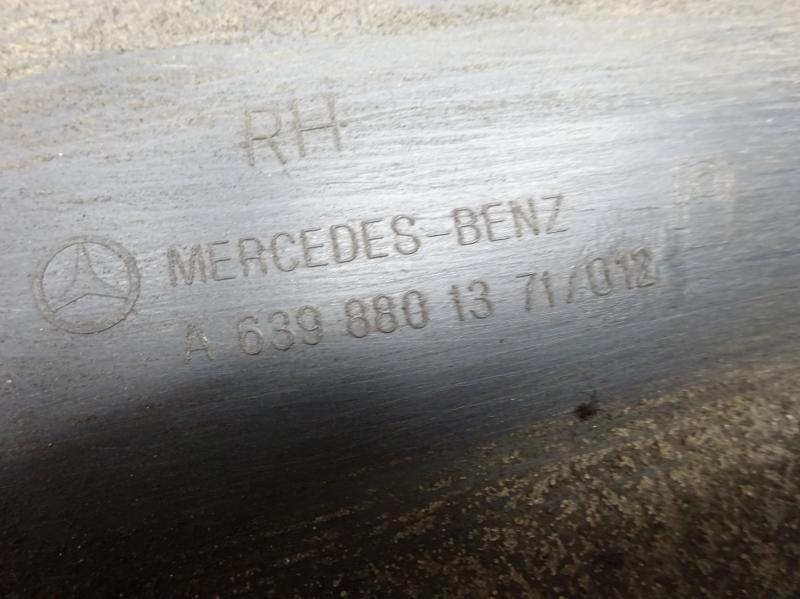 RH
MERCEDES-BENZ
A 639 880 13 71/012